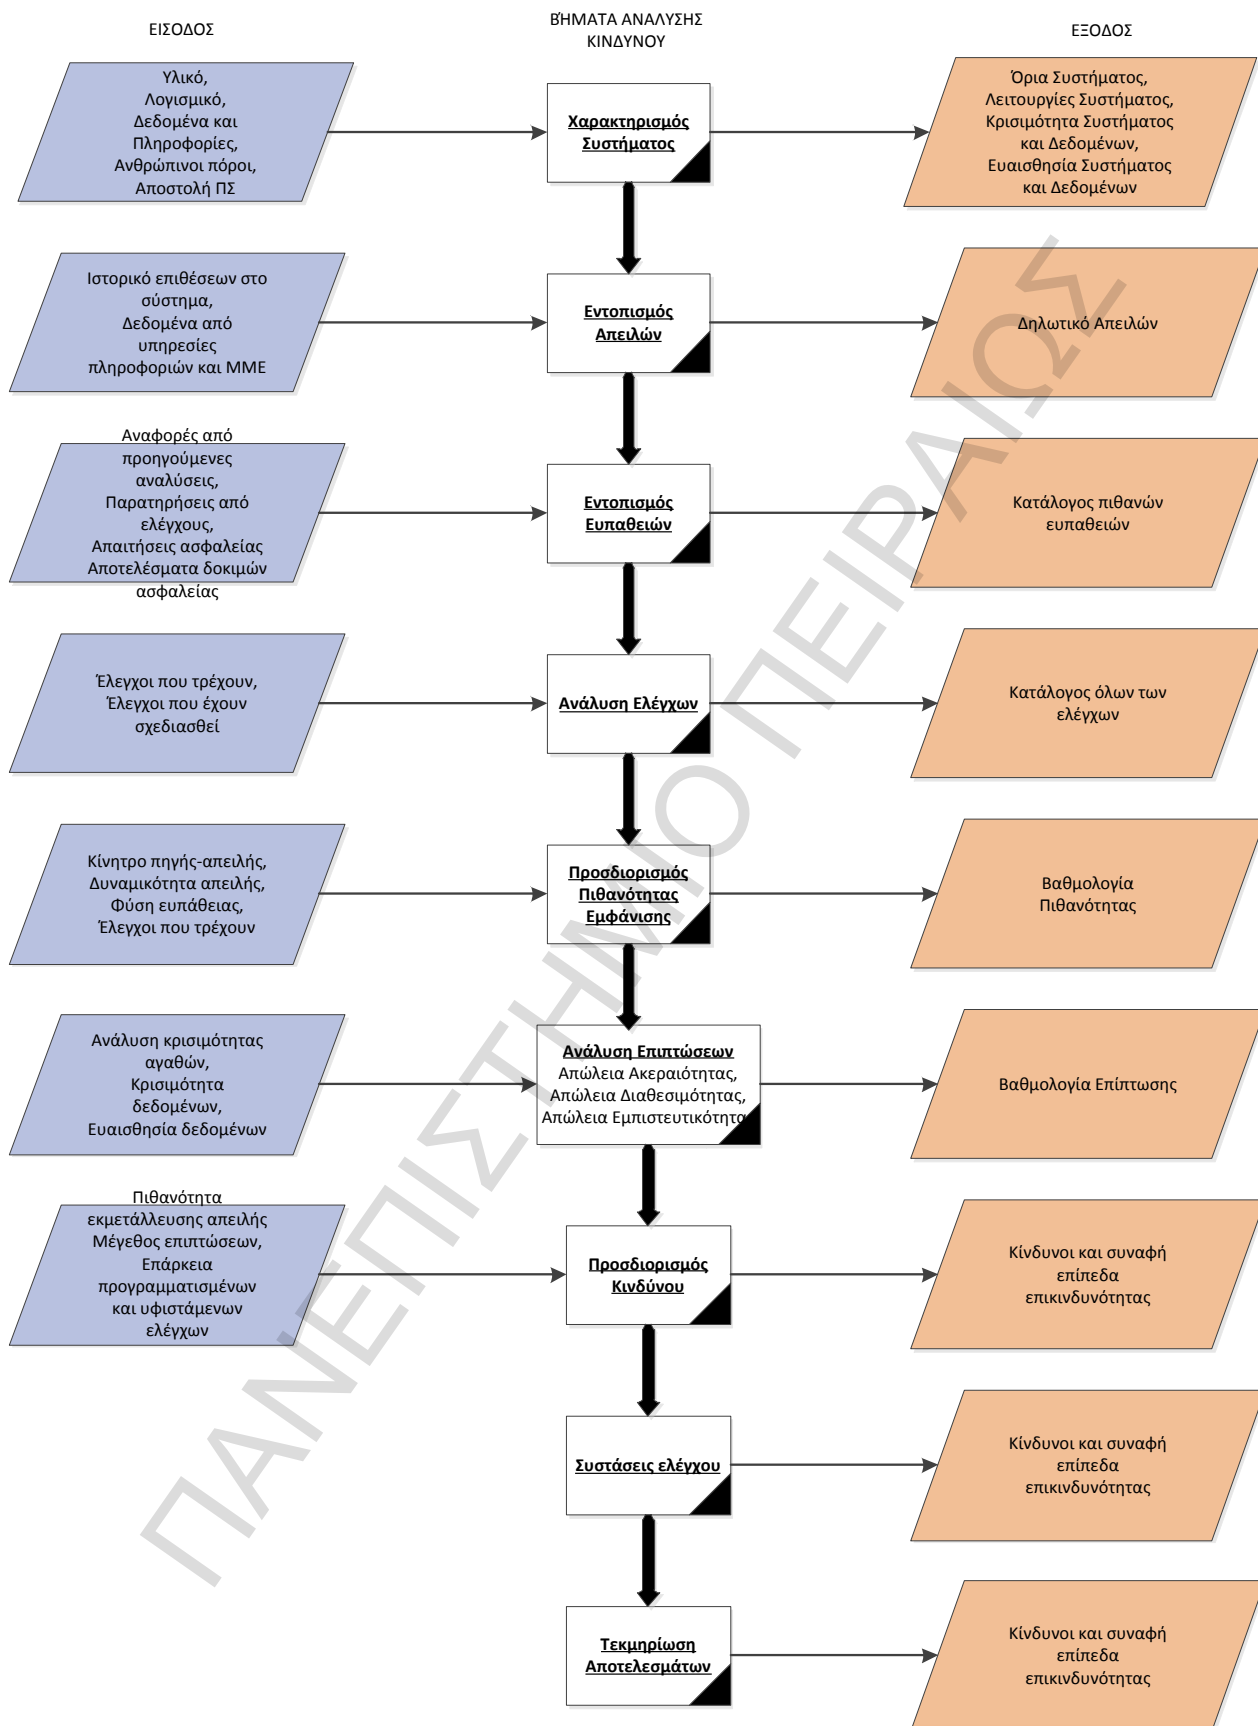 ΕΙΣΟΔΟΣ
ΒΉΜΑΤΑ ΑΝΑΛΥΣΗΣ
ΚΙΝΔΥΝΟΥ
ΕΞΟΔΟΣ
Υλικό,
Λογισμικό,
Δεδομένα και
Πληροφορίες,
Ανθρώπινοι πόροι,
Αποστολή ΠΣ
Χαρακτηρισμός
Συστήματος
Όρια Συστήματος,
Λειτουργίες Συστήματος,
Κρισιμότητα Συστήματος
και Δεδομένων,
Ευαισθησία Συστήματος
και Δεδομένων
Ιστορικό επιθέσεων στο
σύστημα,
Δεδομένα από
υπηρεσίες
πληροφοριών και ΜΜΕ
Εντοπισμός
Απειλών
Δηλωτικό Απειλών
Αναφορές από
προηγούμενες
αναλύσεις,
Παρατηρήσεις από
ελέγχους,
Απαιτήσεις ασφαλείας
Αποτελέσματα δοκιμών
ασφαλείας
Εντοπισμός
Ευπαθειών
Κατάλογος πιθανών
ευπαθειών
Έλεγχοι που τρέχουν,
Έλεγχοι που έχουν
σχεδιασθεί
Ανάλυση Ελέγχων
Κατάλογος όλων των
ελέγχων
Κίνητρο πηγής-απειλής,
Δυναμικότητα απειλής,
Φύση ευπάθειας,
Έλεγχοι που τρέχουν
Προσδιορισμός
Πιθανότητας
Εμφάνισης
Βαθμολογία
Πιθανότητας
Ανάλυση κρισιμότητας
αγαθών,
Κρισιμότητα
δεδομένων,
Ευαισθησία δεδομένων
Ανάλυση Επιπτώσεων
Απώλεια Ακεραιότητας,
Απώλεια Διαθεσιμότητας,
Απώλεια Εμπιστευτικότητα
Βαθμολογία Επίπτωσης
Πιθανότητα
εκμετάλλευσης απειλής
Μέγεθος επιπτώσεων,
Επάρκεια
προγραμματισμένων
και υφιστάμενων
ελέγχων
Προσδιορισμός
Κινδύνου
Κίνδυνοι και συναφή
επίπεδα
επικινδυνότητας
Συστάσεις ελέγχου
Κίνδυνοι και συναφή
επίπεδα
επικινδυνότητας
Τεκμηρίωση
Αποτελεσμάτων
Κίνδυνοι και συναφή
επίπεδα
επικινδυνότητας
ΠΑΝΕΠΙΣΤΗΜΙΟ ΠΕΙΡΑΙΩΣ